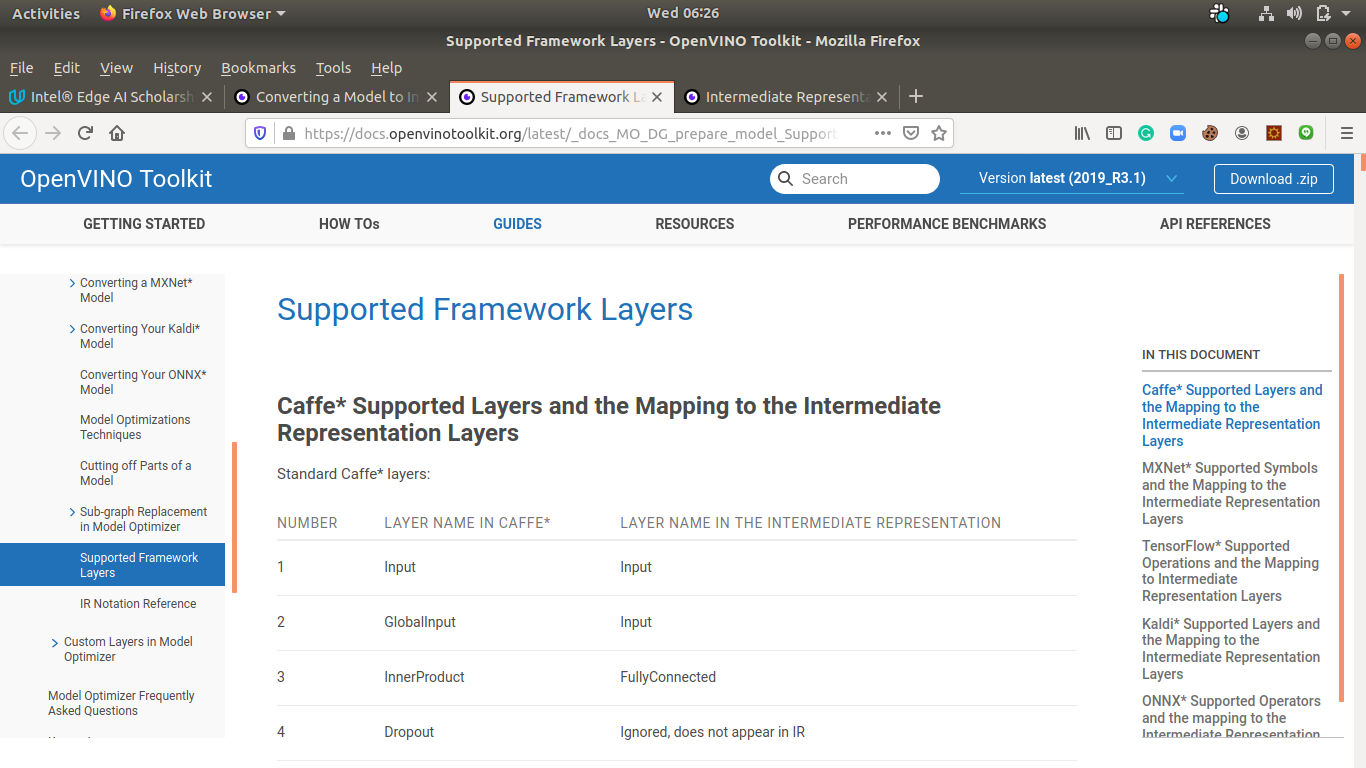 Activities Firefox Web Browser Wed 06:26
Supported Framework Layers - OpenVINO Toolkit - Mozilla Firefox
File Edit View History Bookmarks Tools Help
Intel® Edge AI Scholarsh Converting a Model to In Supported Framework La Intermediate Representa
https://docs.openvinotoolkit.org/latest/_docs_MO_DG_prepare_model_Support
OpenVINO Toolkit Search Version latest (2019_R3.1) Download .zip
GETTING STARTED HOW TOs GUIDES RESOURCES PERFORMANCE BENCHMARKS API REFERENCES
Converting a MXNet*
Model
Converting Your Kaldi*
Model
Converting Your ONNX*
Model
Model Optimizations
Techniques
Cutting off Parts of a
Model
Sub-graph Replacement
in Model Optimizer
Supported Framework
Layers
IR Notation Reference
Custom Layers in Model
Optimizer
Model Optimizer Frequently
Asked Questions
Supported Framework Layers
Caffe* Supported Layers and the Mapping to the Intermediate
Representation Layers
Standard Caffe* layers:
NUMBER LAYER NAME IN CAFFE* LAYER NAME IN THE INTERMEDIATE REPRESENTATION
1 Input Input
2 GlobalInput Input
3 InnerProduct FullyConnected
4 Dropout Ignored, does not appear in IR
IN THIS DOCUMENT
Caffe* Supported Layers and
the Mapping to the
Intermediate Representation
Layers
MXNet* Supported Symbols
and the Mapping to the
Intermediate Representation
Layers
TensorFlow* Supported
Operations and the Mapping
to Intermediate
Representation Layers
Kaldi* Supported Layers and
the Mapping to the
Intermediate Representation
Layers
ONNX* Supported Operators
and the mapping to the
Intermediate Representation